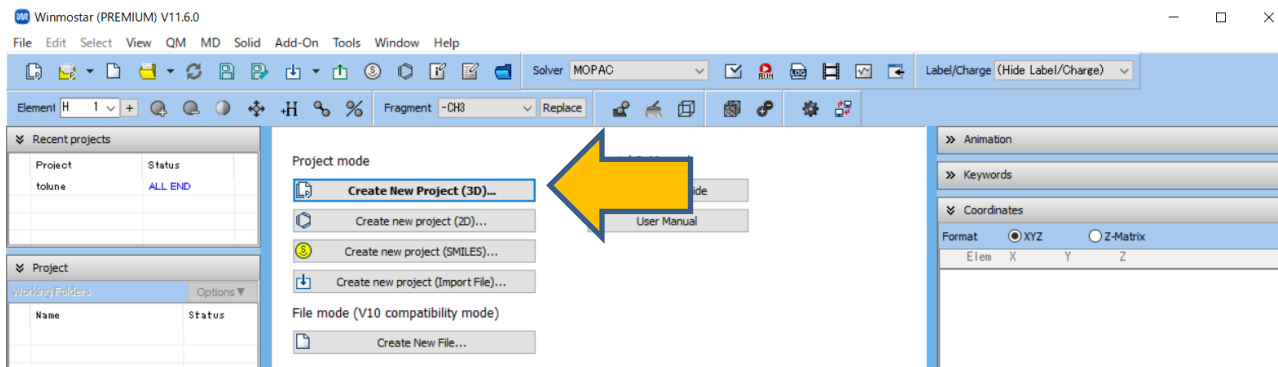 Winmostar (PREMIUM) V11.6.0
File Edit Select View QM MD Solid Add-On Tools Window Help
Solver MOPAC Label/Charge (Hide Label/Charge)
Element H 1 + Fragment -CH3 Replace
Recent projects
Project Status
tolune ALL END
Project
Working Folders Options▼
Name Status
Project mode
Create New Project (3D)...
Create new project (2D)...
User Manual
Create new project (SMILES)...
Create new project (Import File)...
File mode (V10 compatibility mode)
Create New File...
Animation
Keywords
Coordinates
Format XYZ Z-Matrix
Elem X Y Z